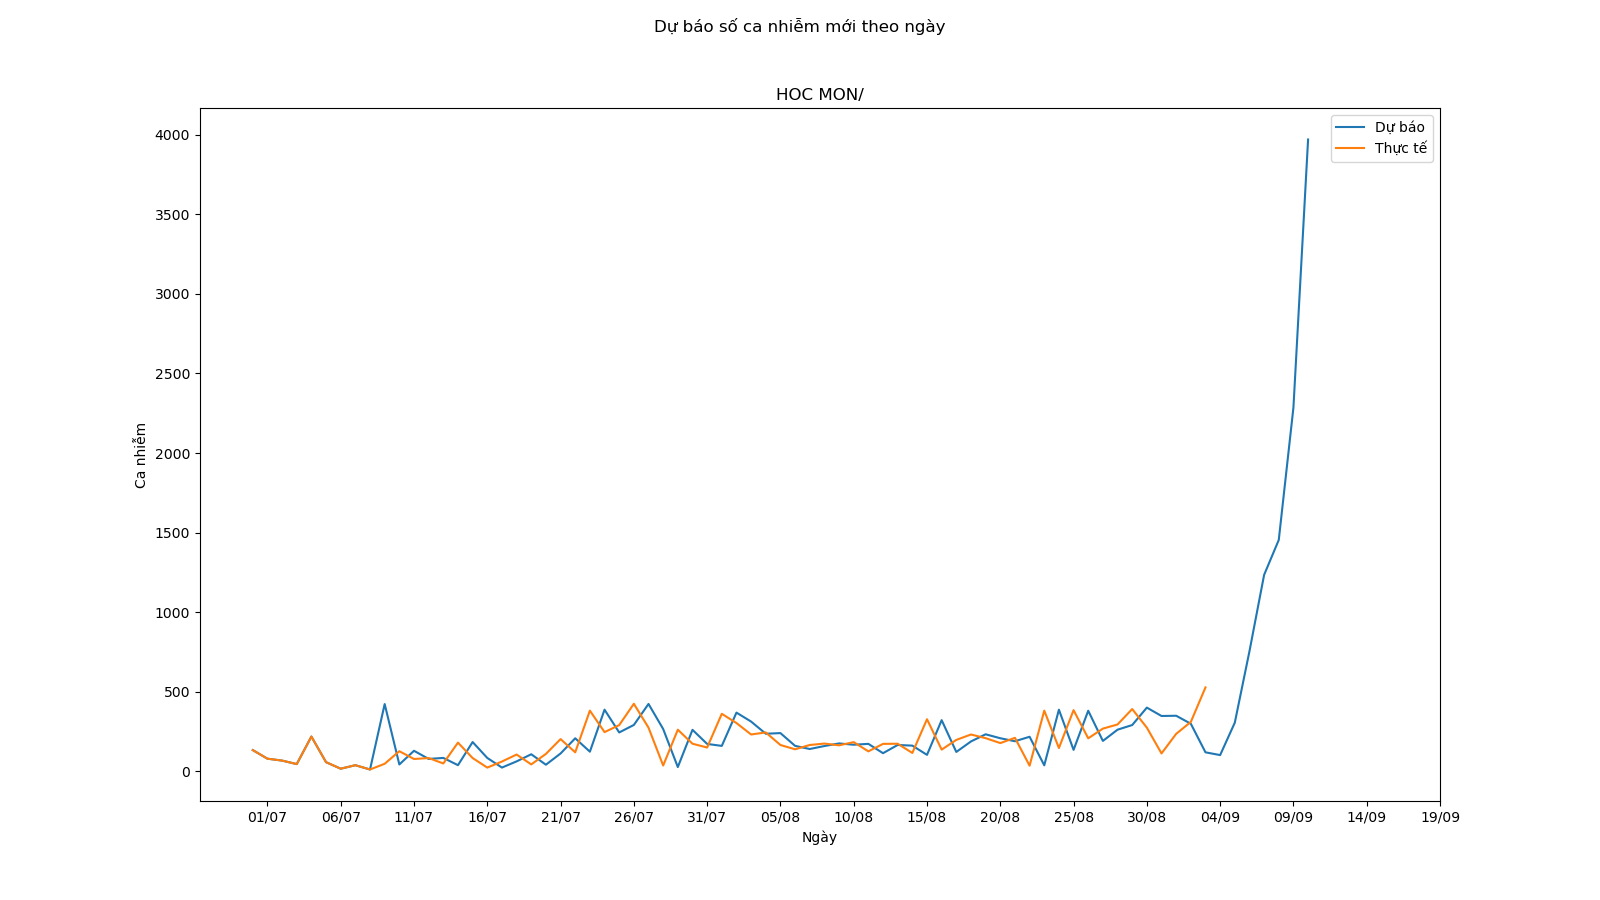 Dự báo số ca nhiễm mới theo ngày
HOC MON/
Dự báo
Thực tế
4000
3500
3000
2500
2000
1500
1000
500
0
Ca nhiễm
01/07 06/07 11/07 16/07 21/07 26/07 31/07 05/08 10/08 15/08 20/08 25/08 30/08 04/09 09/09 14/09 19/09
Ngày